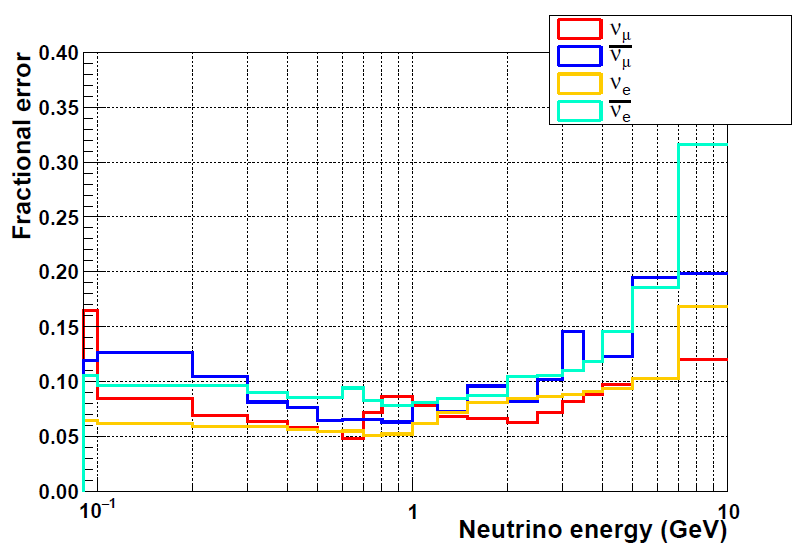 ν_μ
ν̅_μ
ν_e
ν̅_e
Fractional error
0.40
0.35
0.30
0.25
0.20
0.15
0.10
0.05
0.00
10⁻¹
1
10
Neutrino energy (GeV)